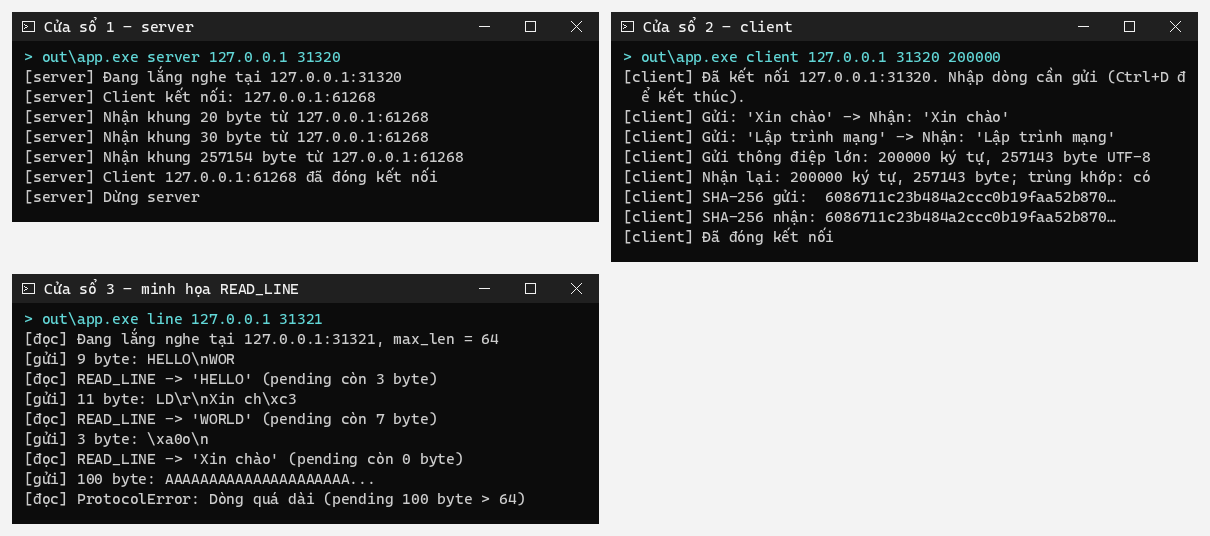 Cửa sổ 1 — server
> out\app.exe server 127.0.0.1 31320
[server] Đang lắng nghe tại 127.0.0.1:31320
[server] Client kết nối: 127.0.0.1:61268
[server] Nhận khung 20 byte từ 127.0.0.1:61268
[server] Nhận khung 30 byte từ 127.0.0.1:61268
[server] Nhận khung 257154 byte từ 127.0.0.1:61268
[server] Client 127.0.0.1:61268 đã đóng kết nối
[server] Dừng server
Cửa sổ 2 — client
> out\app.exe client 127.0.0.1 31320 200000
[client] Đã kết nối 127.0.0.1:31320. Nhập dòng cần gửi (Ctrl+D đ
ể kết thúc).
[client] Gửi: 'Xin chào' -> Nhận: 'Xin chào'
[client] Gửi: 'Lập trình mạng' -> Nhận: 'Lập trình mạng'
[client] Gửi thông điệp lớn: 200000 ký tự, 257143 byte UTF-8
[client] Nhận lại: 200000 ký tự, 257143 byte; trùng khớp: có
[client] SHA-256 gửi:  6086711c23b484a2ccc0b19faa52b870…
[client] SHA-256 nhận: 6086711c23b484a2ccc0b19faa52b870…
[client] Đã đóng kết nối
Cửa sổ 3 — minh họa READ_LINE
> out\app.exe line 127.0.0.1 31321
[đọc] Đang lắng nghe tại 127.0.0.1:31321, max_len = 64
[gửi] 9 byte: HELLO\nWOR
[đọc] READ_LINE -> 'HELLO' (pending còn 3 byte)
[gửi] 11 byte: LD\r\nXin ch\xc3
[đọc] READ_LINE -> 'WORLD' (pending còn 7 byte)
[gửi] 3 byte: \xa0o\n
[đọc] READ_LINE -> 'Xin chào' (pending còn 0 byte)
[gửi] 100 byte: AAAAAAAAAAAAAAAAAAAAA...
[đọc] ProtocolError: Dòng quá dài (pending 100 byte > 64)